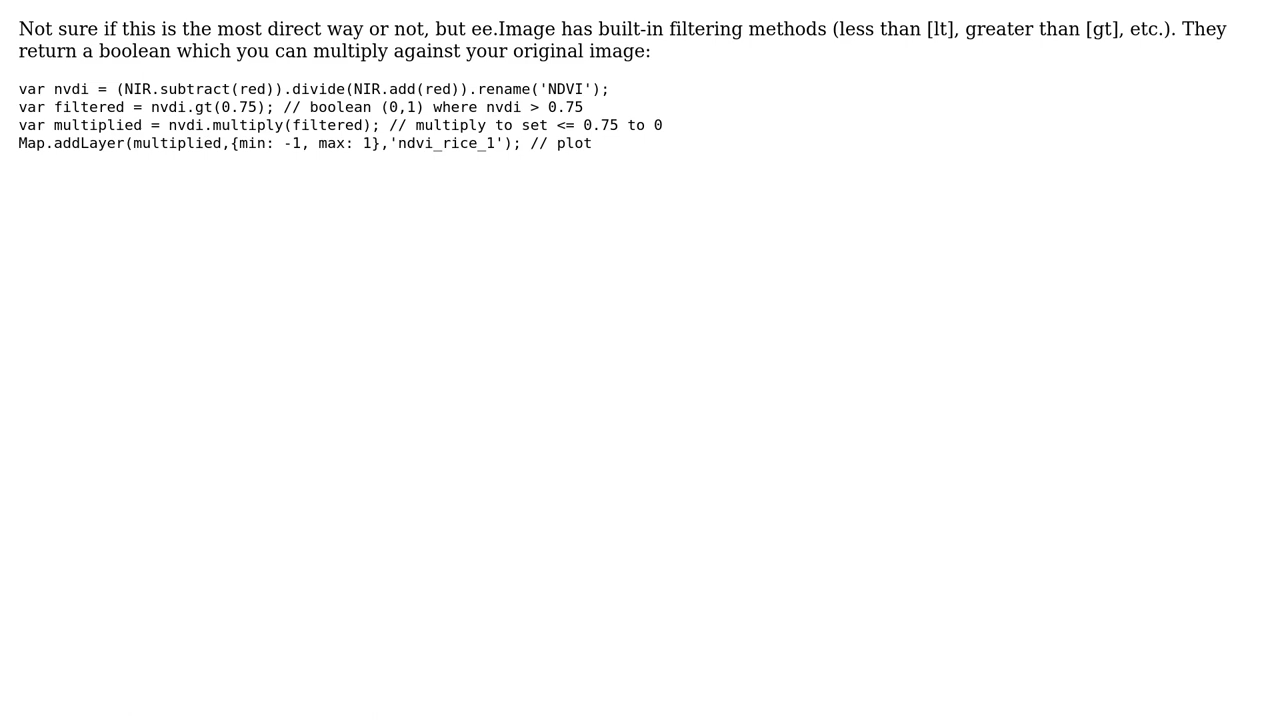 Not sure if this is the most direct way or not, but ee.Image has built-in filtering methods (less than [lt], greater than [gt], etc.). They
return a boolean which you can multiply against your original image:
var nvdi = (NIR.subtract(red)).divide(NIR.add(red)).rename('NDVI');
var filtered = nvdi.gt(0.75); // boolean (0,1) where nvdi > 0.75
var multiplied = nvdi.multiply(filtered); // multiply to set <= 0.75 to 0
Map.addLayer(multiplied,{min: -1, max: 1},'ndvi_rice_1'); // plot